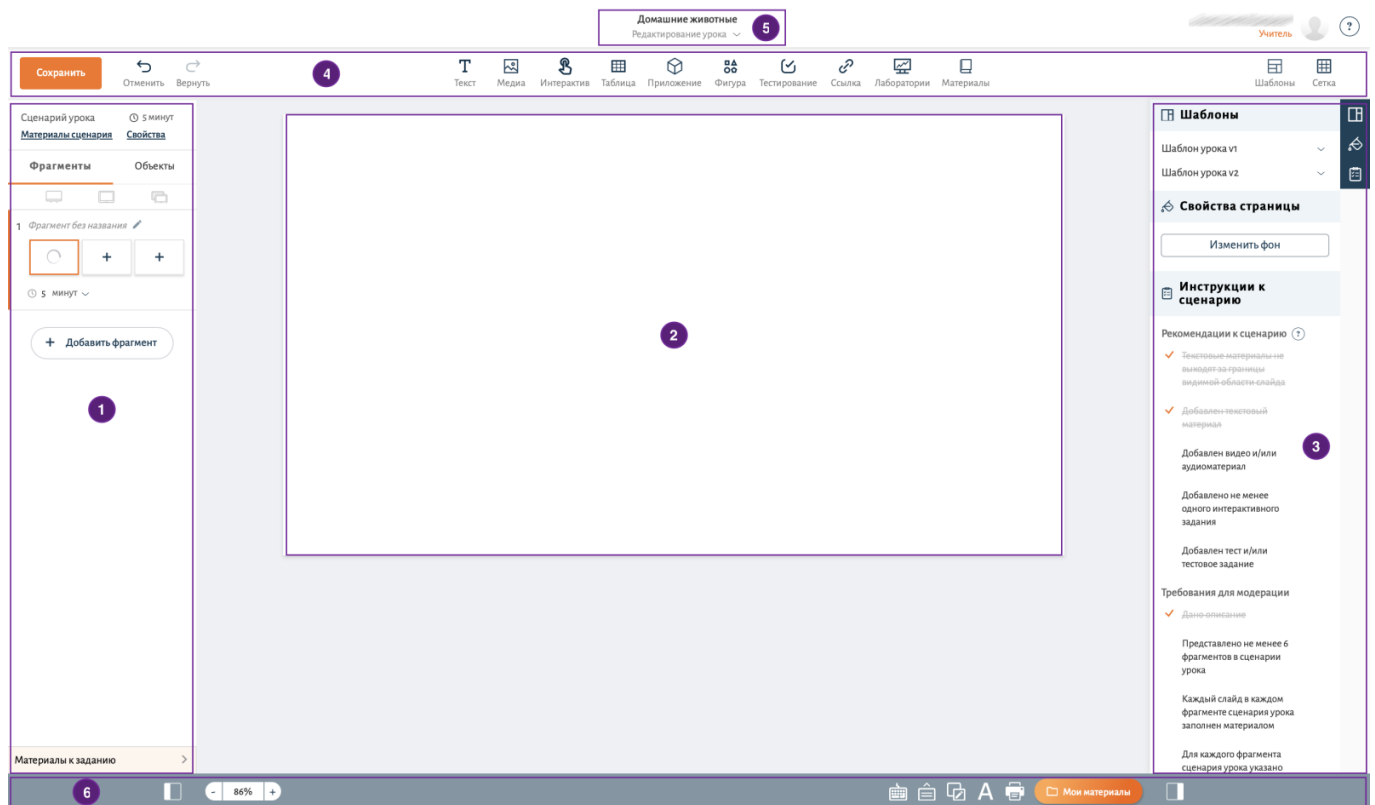 Домашние животные
Редактирование урока
5
Учитель
?
Сохранить
Отменить
Вернуть
4
Текст
Медиа
Интерактив
Таблица
Приложение
Фигура
Тестирование
Ссылка
Лаборатории
Материалы
Шаблоны
Сетка
Сценарий урока
5 минут
Материалы сценария
Свойства
Фрагменты
Объекты
1 Фрагмент без названия
+
+
5 минут
+ Добавить фрагмент
1
Материалы к заданию
2
Шаблоны
Шаблон урока v1
Шаблон урока v2
Свойства страницы
Изменить фон
Инструкции к
сценарию
Рекомендации к сценарию ?
Текстовые материалы не
выходят за границы
видимой области слайда
Добавлен текстовый
материал
Добавлен видео и/или
аудиоматериал
3
Добавлено не менее
одного интерактивного
задания
Добавлен тест и/или
тестовое задание
Требования для модерации
Дано описание
Представлено не менее 6
фрагментов в сценарии
урока
Каждый слайд в каждом
фрагменте сценария урока
заполнен материалом
Для каждого фрагмента
сценария урока указано
6
- 86% +
A
Мои материалы